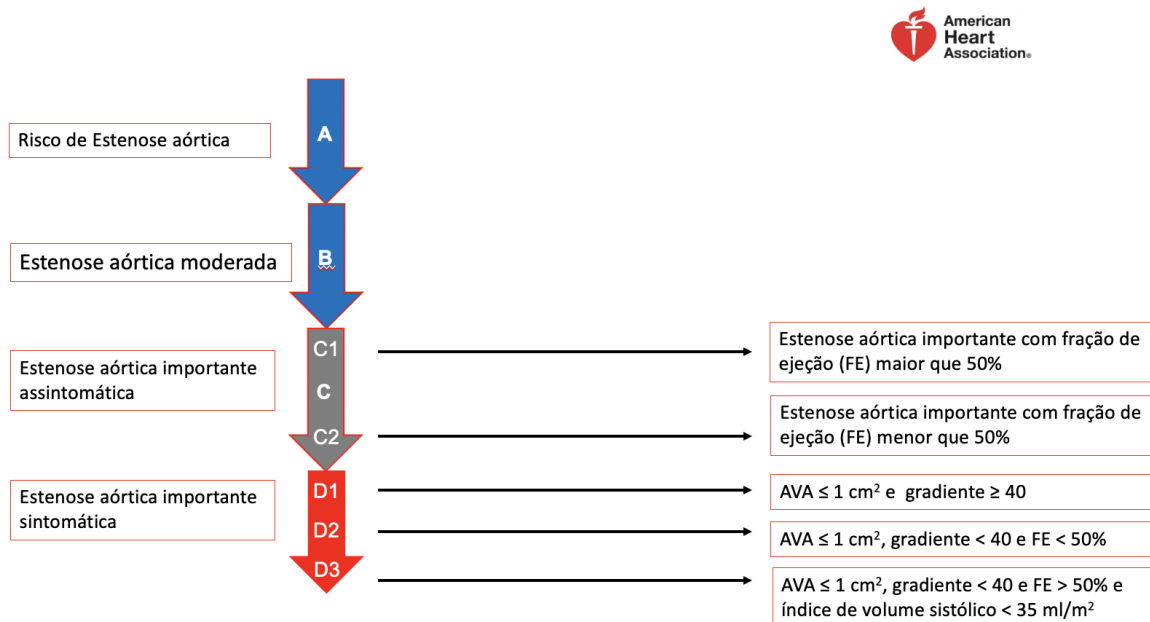 American
Heart
Association®
Risco de Estenose aórtica
A
Estenose aórtica moderada
B
Estenose aórtica importante
assintomática
C1
C
C2
Estenose aórtica importante com fração de
ejeção (FE) maior que 50%
Estenose aórtica importante com fração de
ejeção (FE) menor que 50%
Estenose aórtica importante
sintomática
D1
D2
D3
AVA ≤ 1 cm² e gradiente ≥ 40
AVA ≤ 1 cm², gradiente < 40 e FE < 50%
AVA ≤ 1 cm², gradiente < 40 e FE > 50% e
índice de volume sistólico < 35 ml/m²